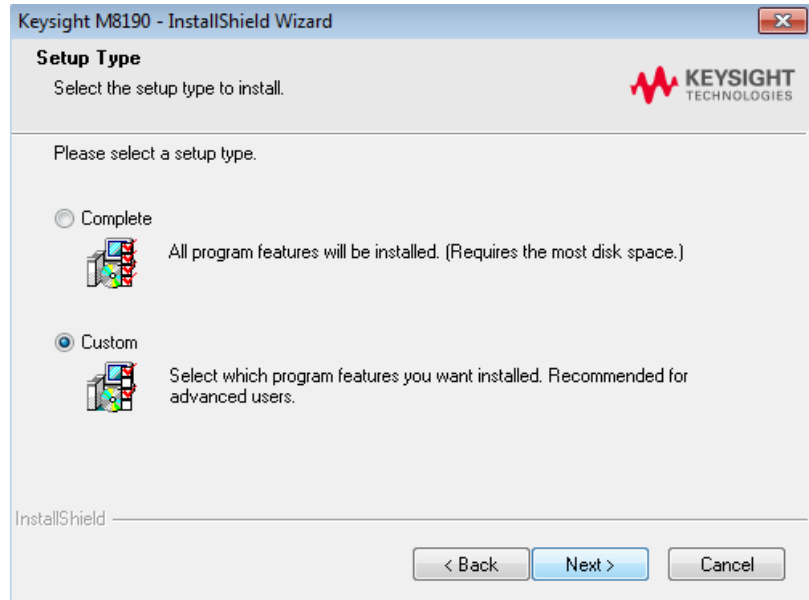 Keysight M8190 - InstallShield Wizard
Setup Type
Select the setup type to install.
KEYSIGHT
TECHNOLOGIES
Please select a setup type.
Complete
All program features will be installed. (Requires the most disk space.)
Custom
Select which program features you want installed. Recommended for
advanced users.
InstallShield
< Back
Next >
Cancel